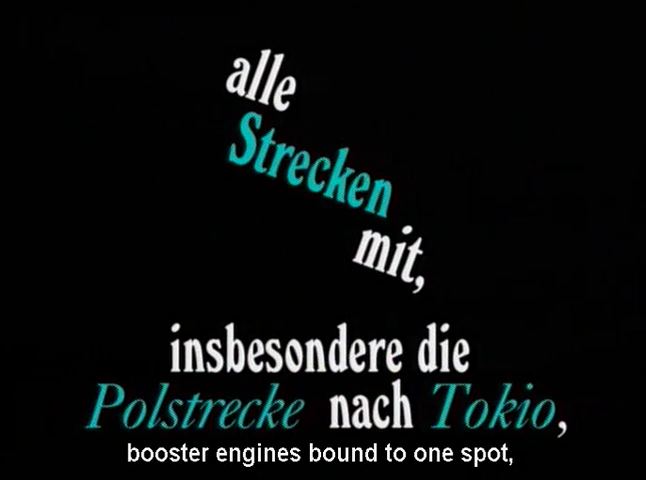 alle
Strecken
mit,
insbesondere die
Polstrecke nach Tokio,
booster engines bound to one spot,